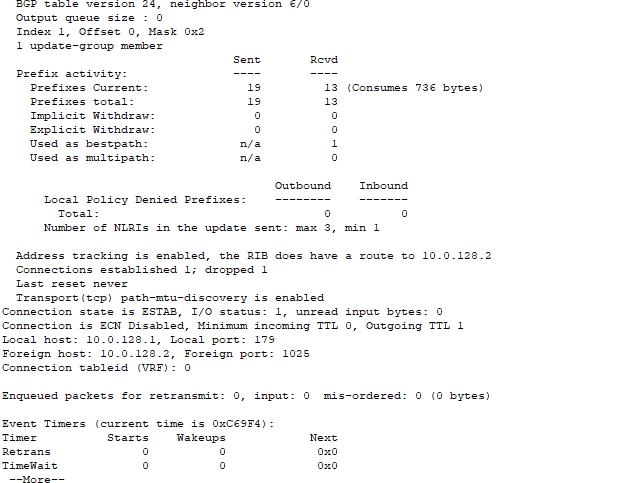 BGP table version 24, neighbor version 6/0
Output queue size : 0
Index 1, Offset 0, Mask 0x2
1 update-group member
Sent Rcvd
Prefix activity: ---- ----
Prefixes Current: 19 13 (Consumes 736 bytes)
Prefixes total: 19 13
Implicit Withdraw: 0 0
Explicit Withdraw: 0 0
Used as bestpath: n/a 1
Used as multipath: n/a 0
Outbound Inbound
Local Policy Denied Prefixes: -------- -------
Total: 0 0
Number of NLRIs in the update sent: max 3, min 1
Address tracking is enabled, the RIB does have a route to 10.0.128.2
Connections established 1; dropped 1
Last reset never
Transport(tcp) path-mtu-discovery is enabled
Connection state is ESTAB, I/O status: 1, unread input bytes: 0
Connection is ECN Disabled, Minimum incoming TTL 0, Outgoing TTL 1
Local host: 10.0.128.1, Local port: 179
Foreign host: 10.0.128.2, Foreign port: 1025
Connection tableid (VRF): 0
Enqueued packets for retransmit: 0, input: 0 mis-ordered: 0 (0 bytes)
Event Timers (current time is 0xC69F4):
Timer Starts Wakeups Next
Retrans 0 0 0x0
TimeWait 0 0 0x0
--More--